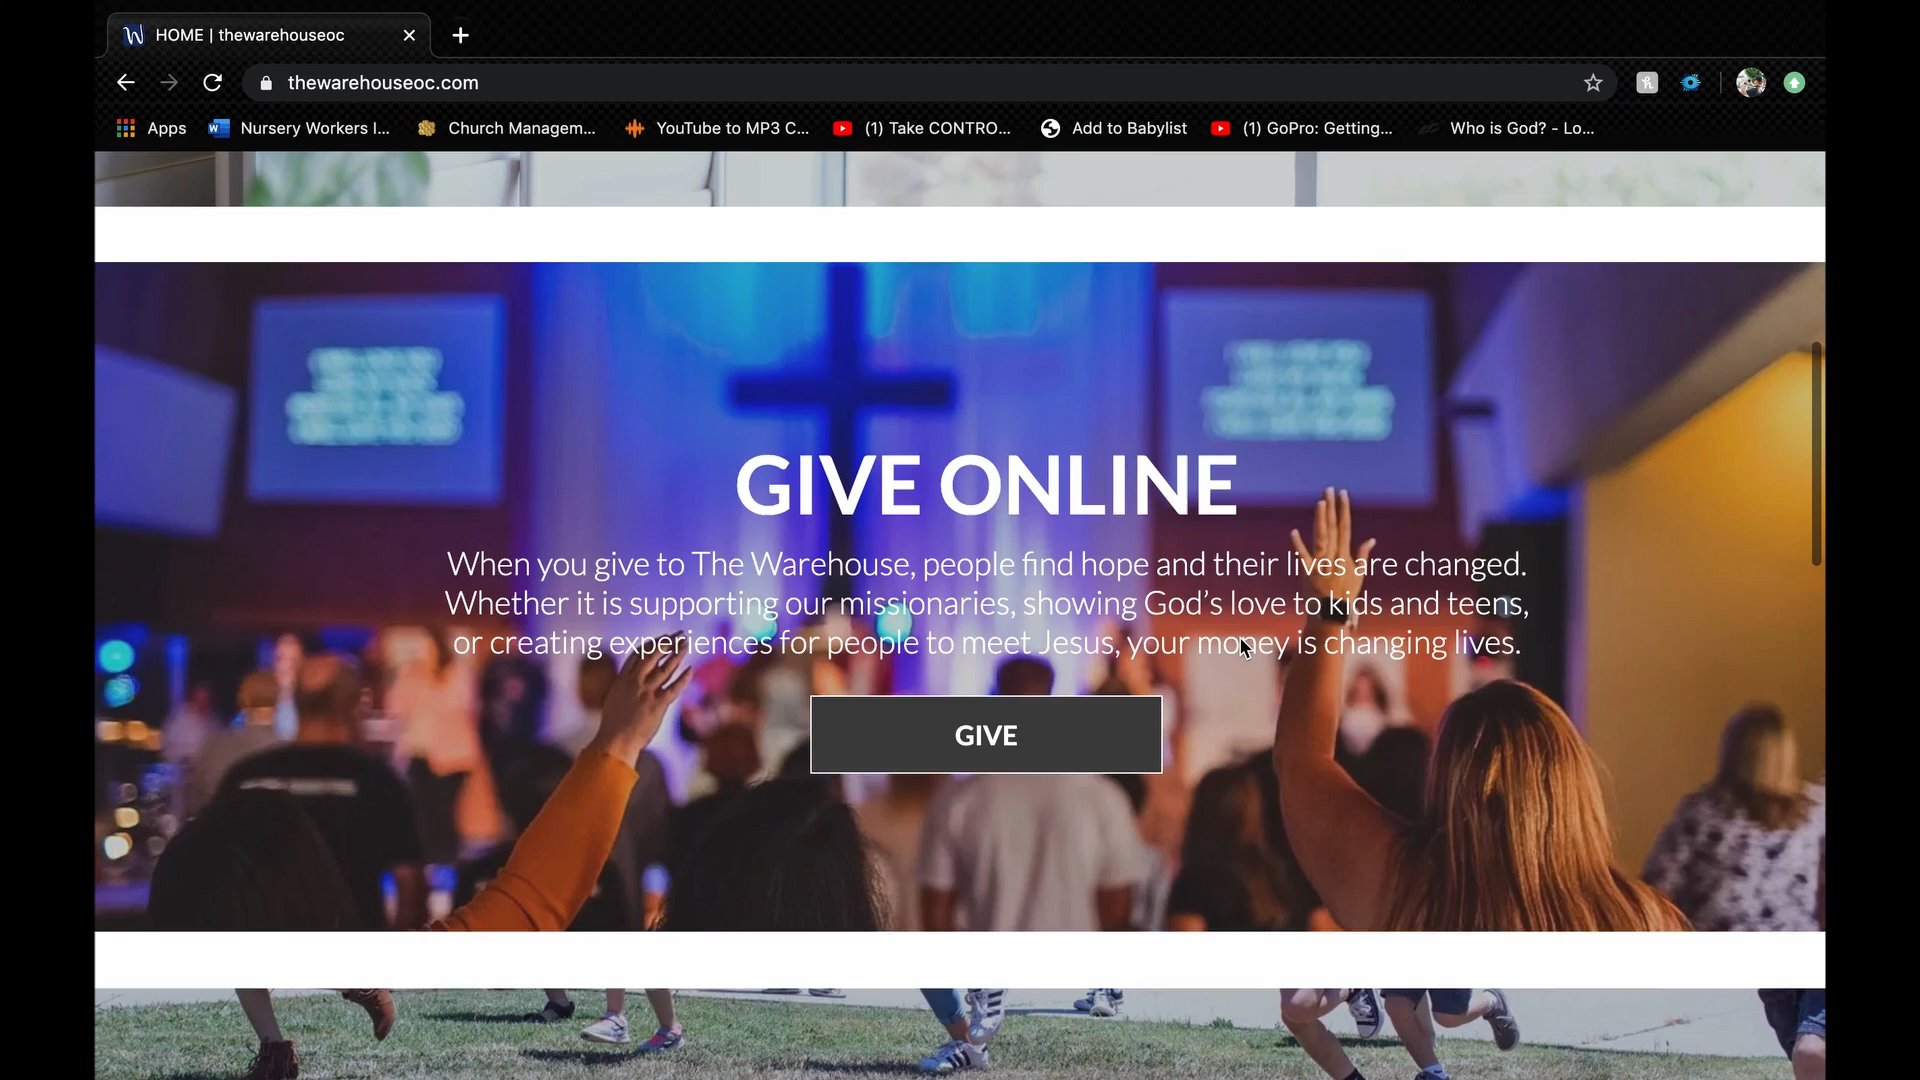 HOME | thewarehouseoc
thewarehouseoc.com
Apps Nursery Workers I... Church Managem... YouTube to MP3 C... (1) Take CONTRO... Add to Babylist (1) GoPro: Getting... Who is God? - Lo...
GIVE ONLINE
When you give to The Warehouse, people find hope and their lives are changed.
Whether it is supporting our missionaries, showing God's love to kids and teens,
or creating experiences for people to meet Jesus, your money is changing lives.
GIVE